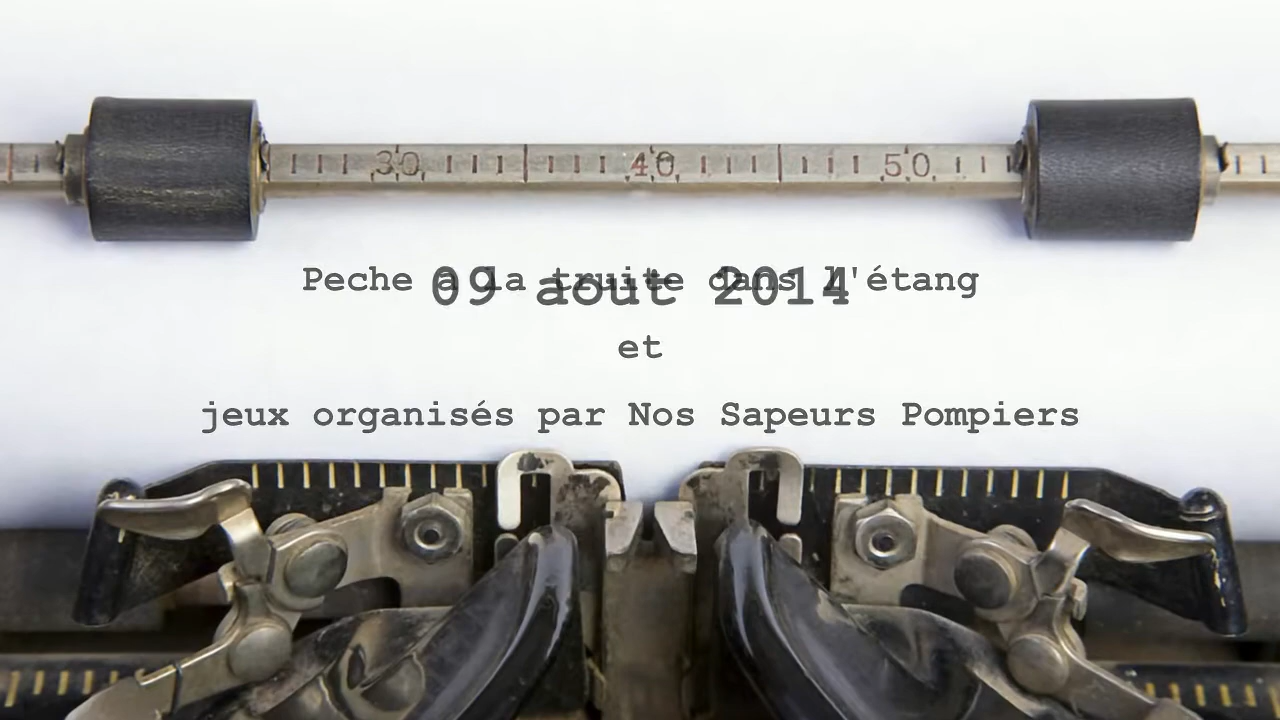 30 40 50
Peche à la truite dans l'étang
09 aout 2014
et
jeux organisés par Nos Sapeurs Pompiers